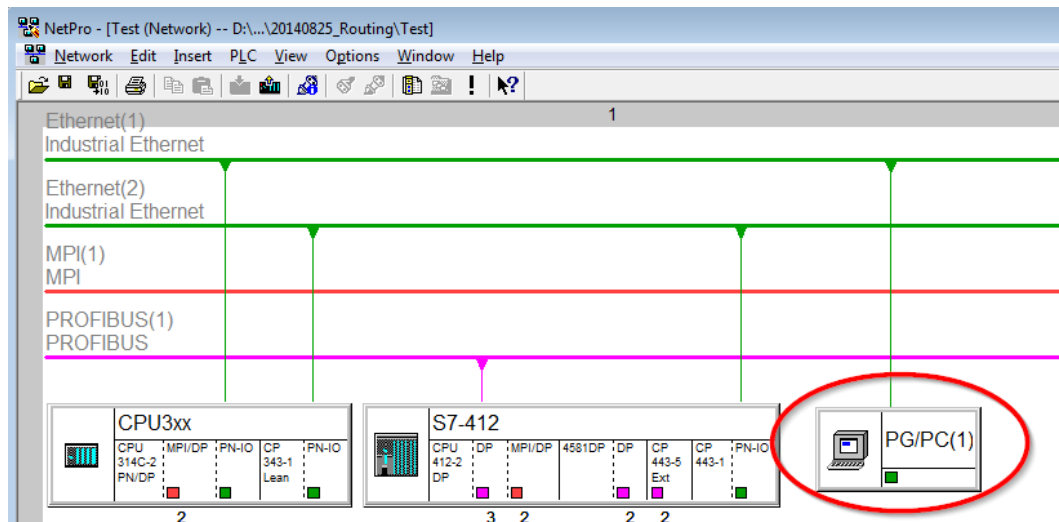 NetPro - [Test (Network) -- D:\...\20140825_Routing\Test]
Network Edit Insert PLC View Options Window Help
1
Ethernet(1)
Industrial Ethernet
Ethernet(2)
Industrial Ethernet
MPI(1)
MPI
PROFIBUS(1)
PROFIBUS
CPU3xx
CPU 314C-2 PN/DP
MPI/DP
PN-IO
CP 343-1 Lean
PN-IO
2
S7-412
CPU 412-2 DP
DP
MPI/DP
4581DP
DP
CP 443-5 Ext
CP 443-1
PN-IO
3 2 2 2
PG/PC(1)